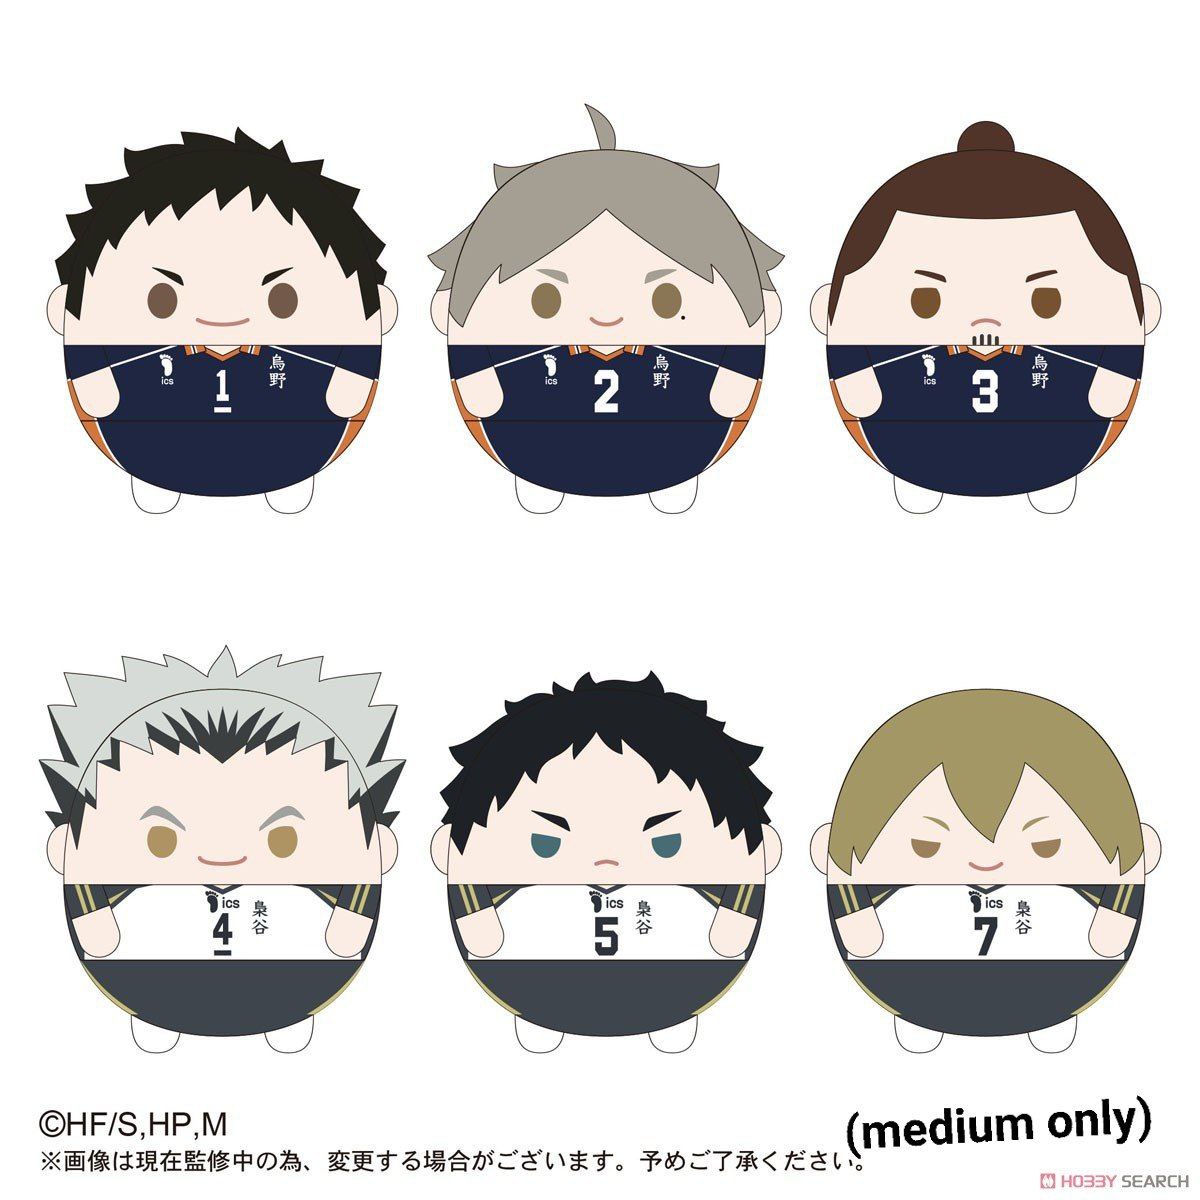 ics 烏野
1
ics 烏野
2
ics 烏野
3
ics 梟谷
4
ics 梟谷
5
ics 梟谷
7
©HF/S,HP,M
(medium only)
※画像は現在監修中の為、変更する場合がございます。予めご了承ください。
HOBBY SEARCH